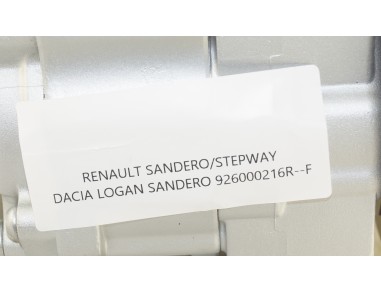 RENAULT SANDERO/STEPWAY
DACIA LOGAN SANDERO 926000216R--F